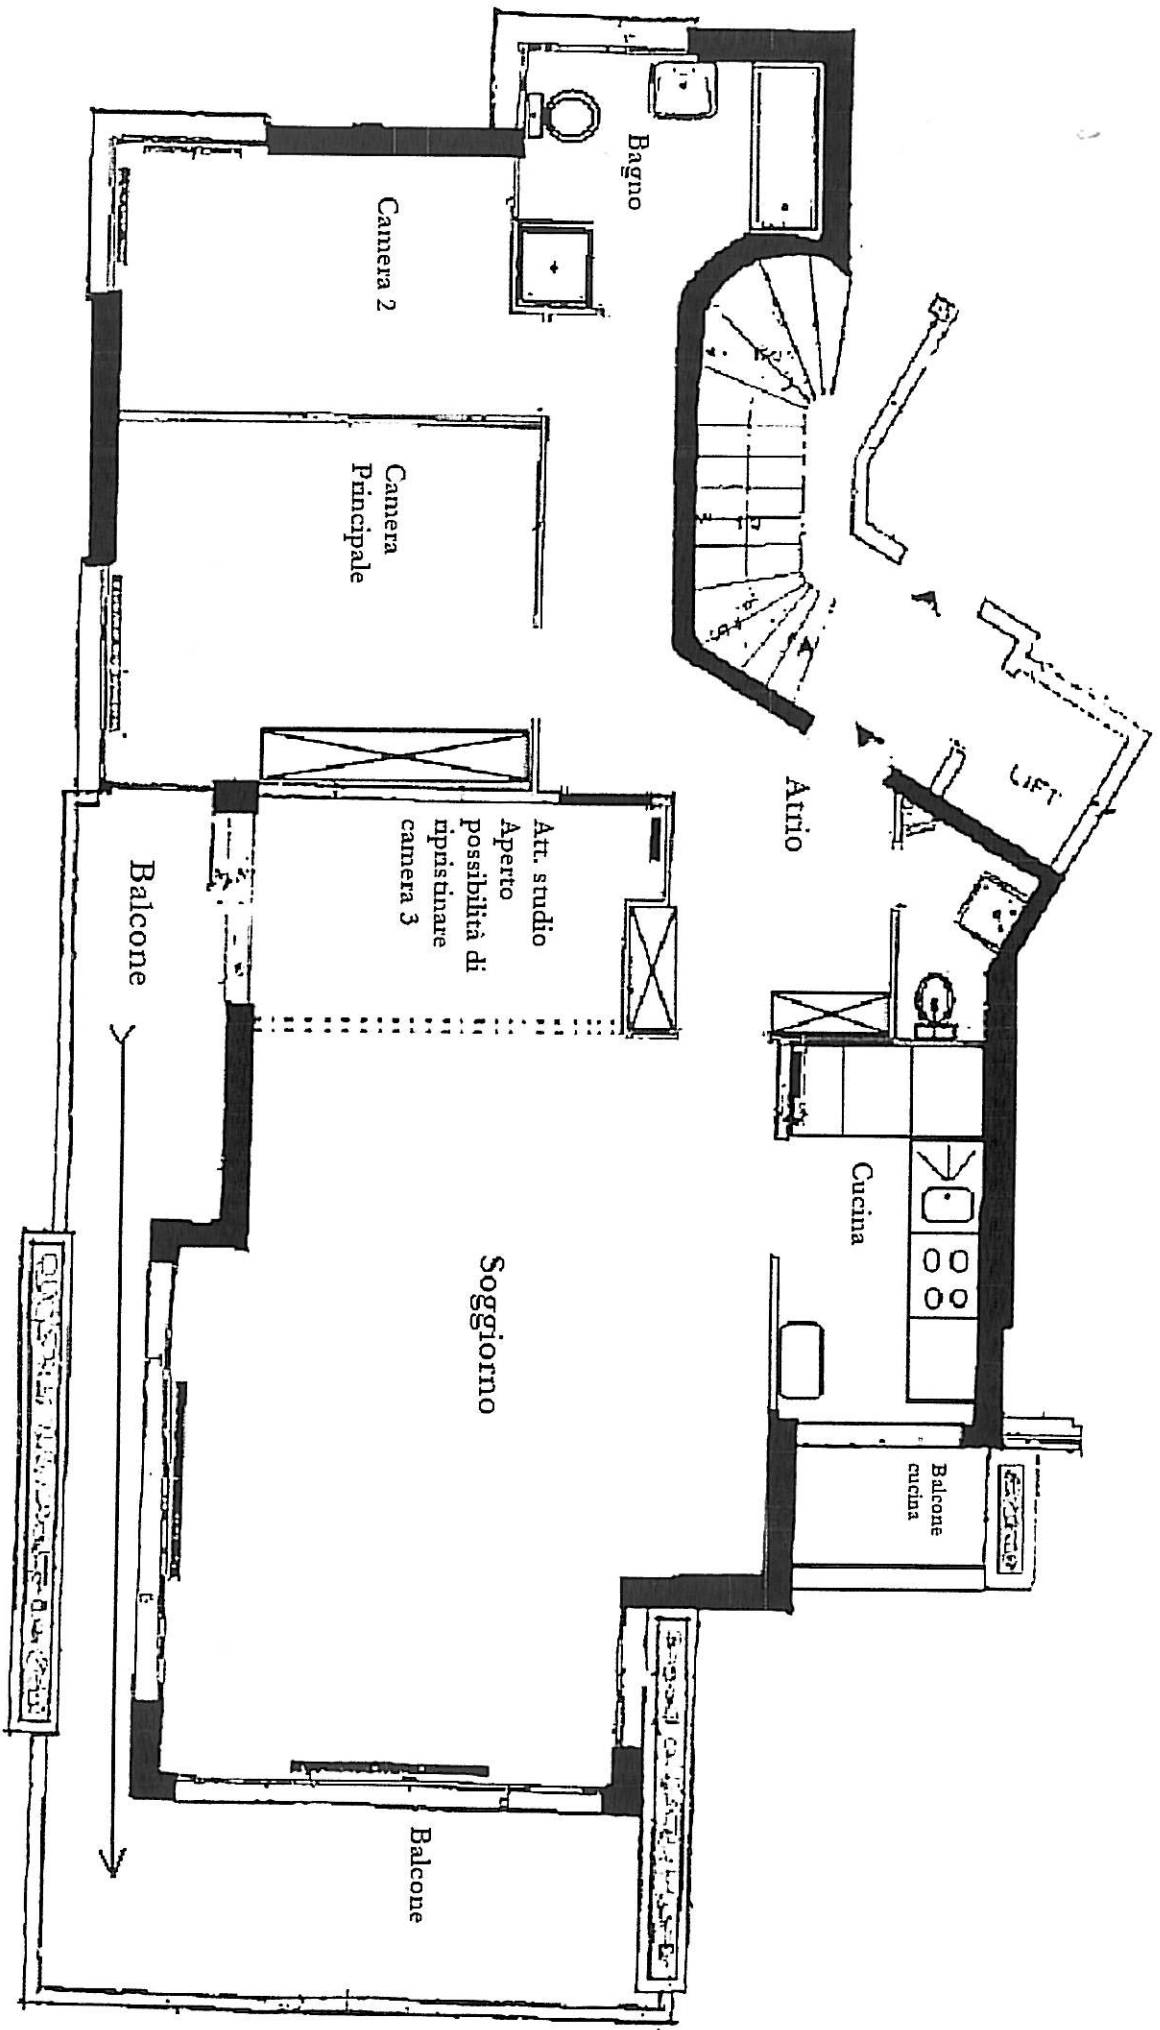 Bagno
Camera 2
Camera
Principale
Atrio
LIFT
Att. studio
Aperto
possibilità di
ripristinare
camera 3
Balcone
Cucina
Soggiorno
Balcone
cucina
Balcone